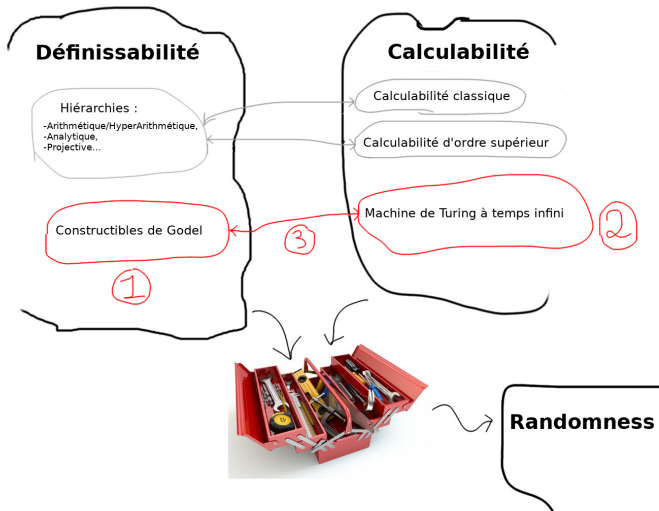 Définissabilité
Hiérarchies :
-Arithmétique/HyperArithmétique,
-Analytique,
-Projective...
Constructibles de Godel
1
Calculabilité
Calculabilité classique
Calculabilité d'ordre supérieur
Machine de Turing à temps infini
2
3
Randomness